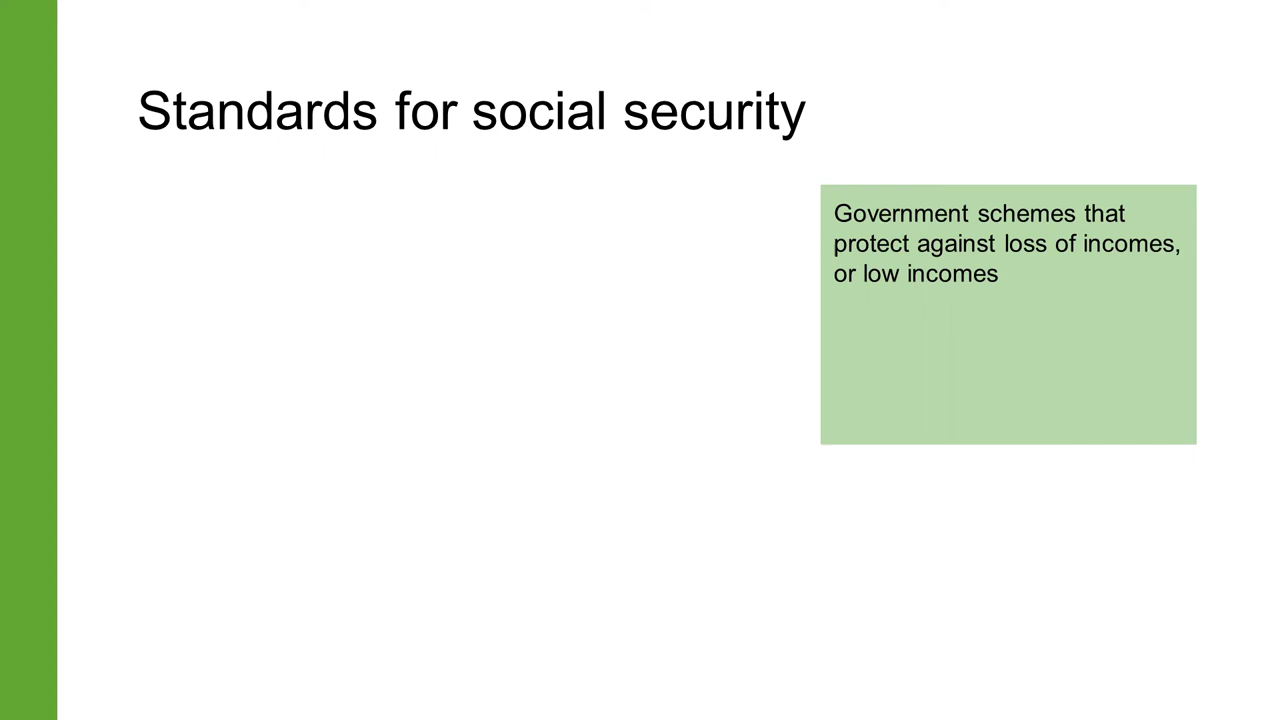 Standards for social security
Government schemes that
protect against loss of incomes,
or low incomes